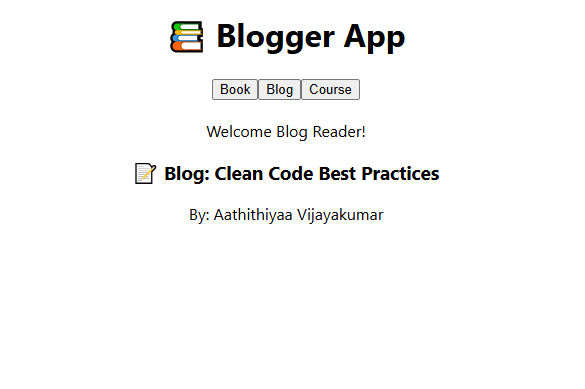 📚 Blogger App
Book Blog Course
Welcome Blog Reader!
📝 Blog: Clean Code Best Practices
By: Aathithiyaa Vijayakumar